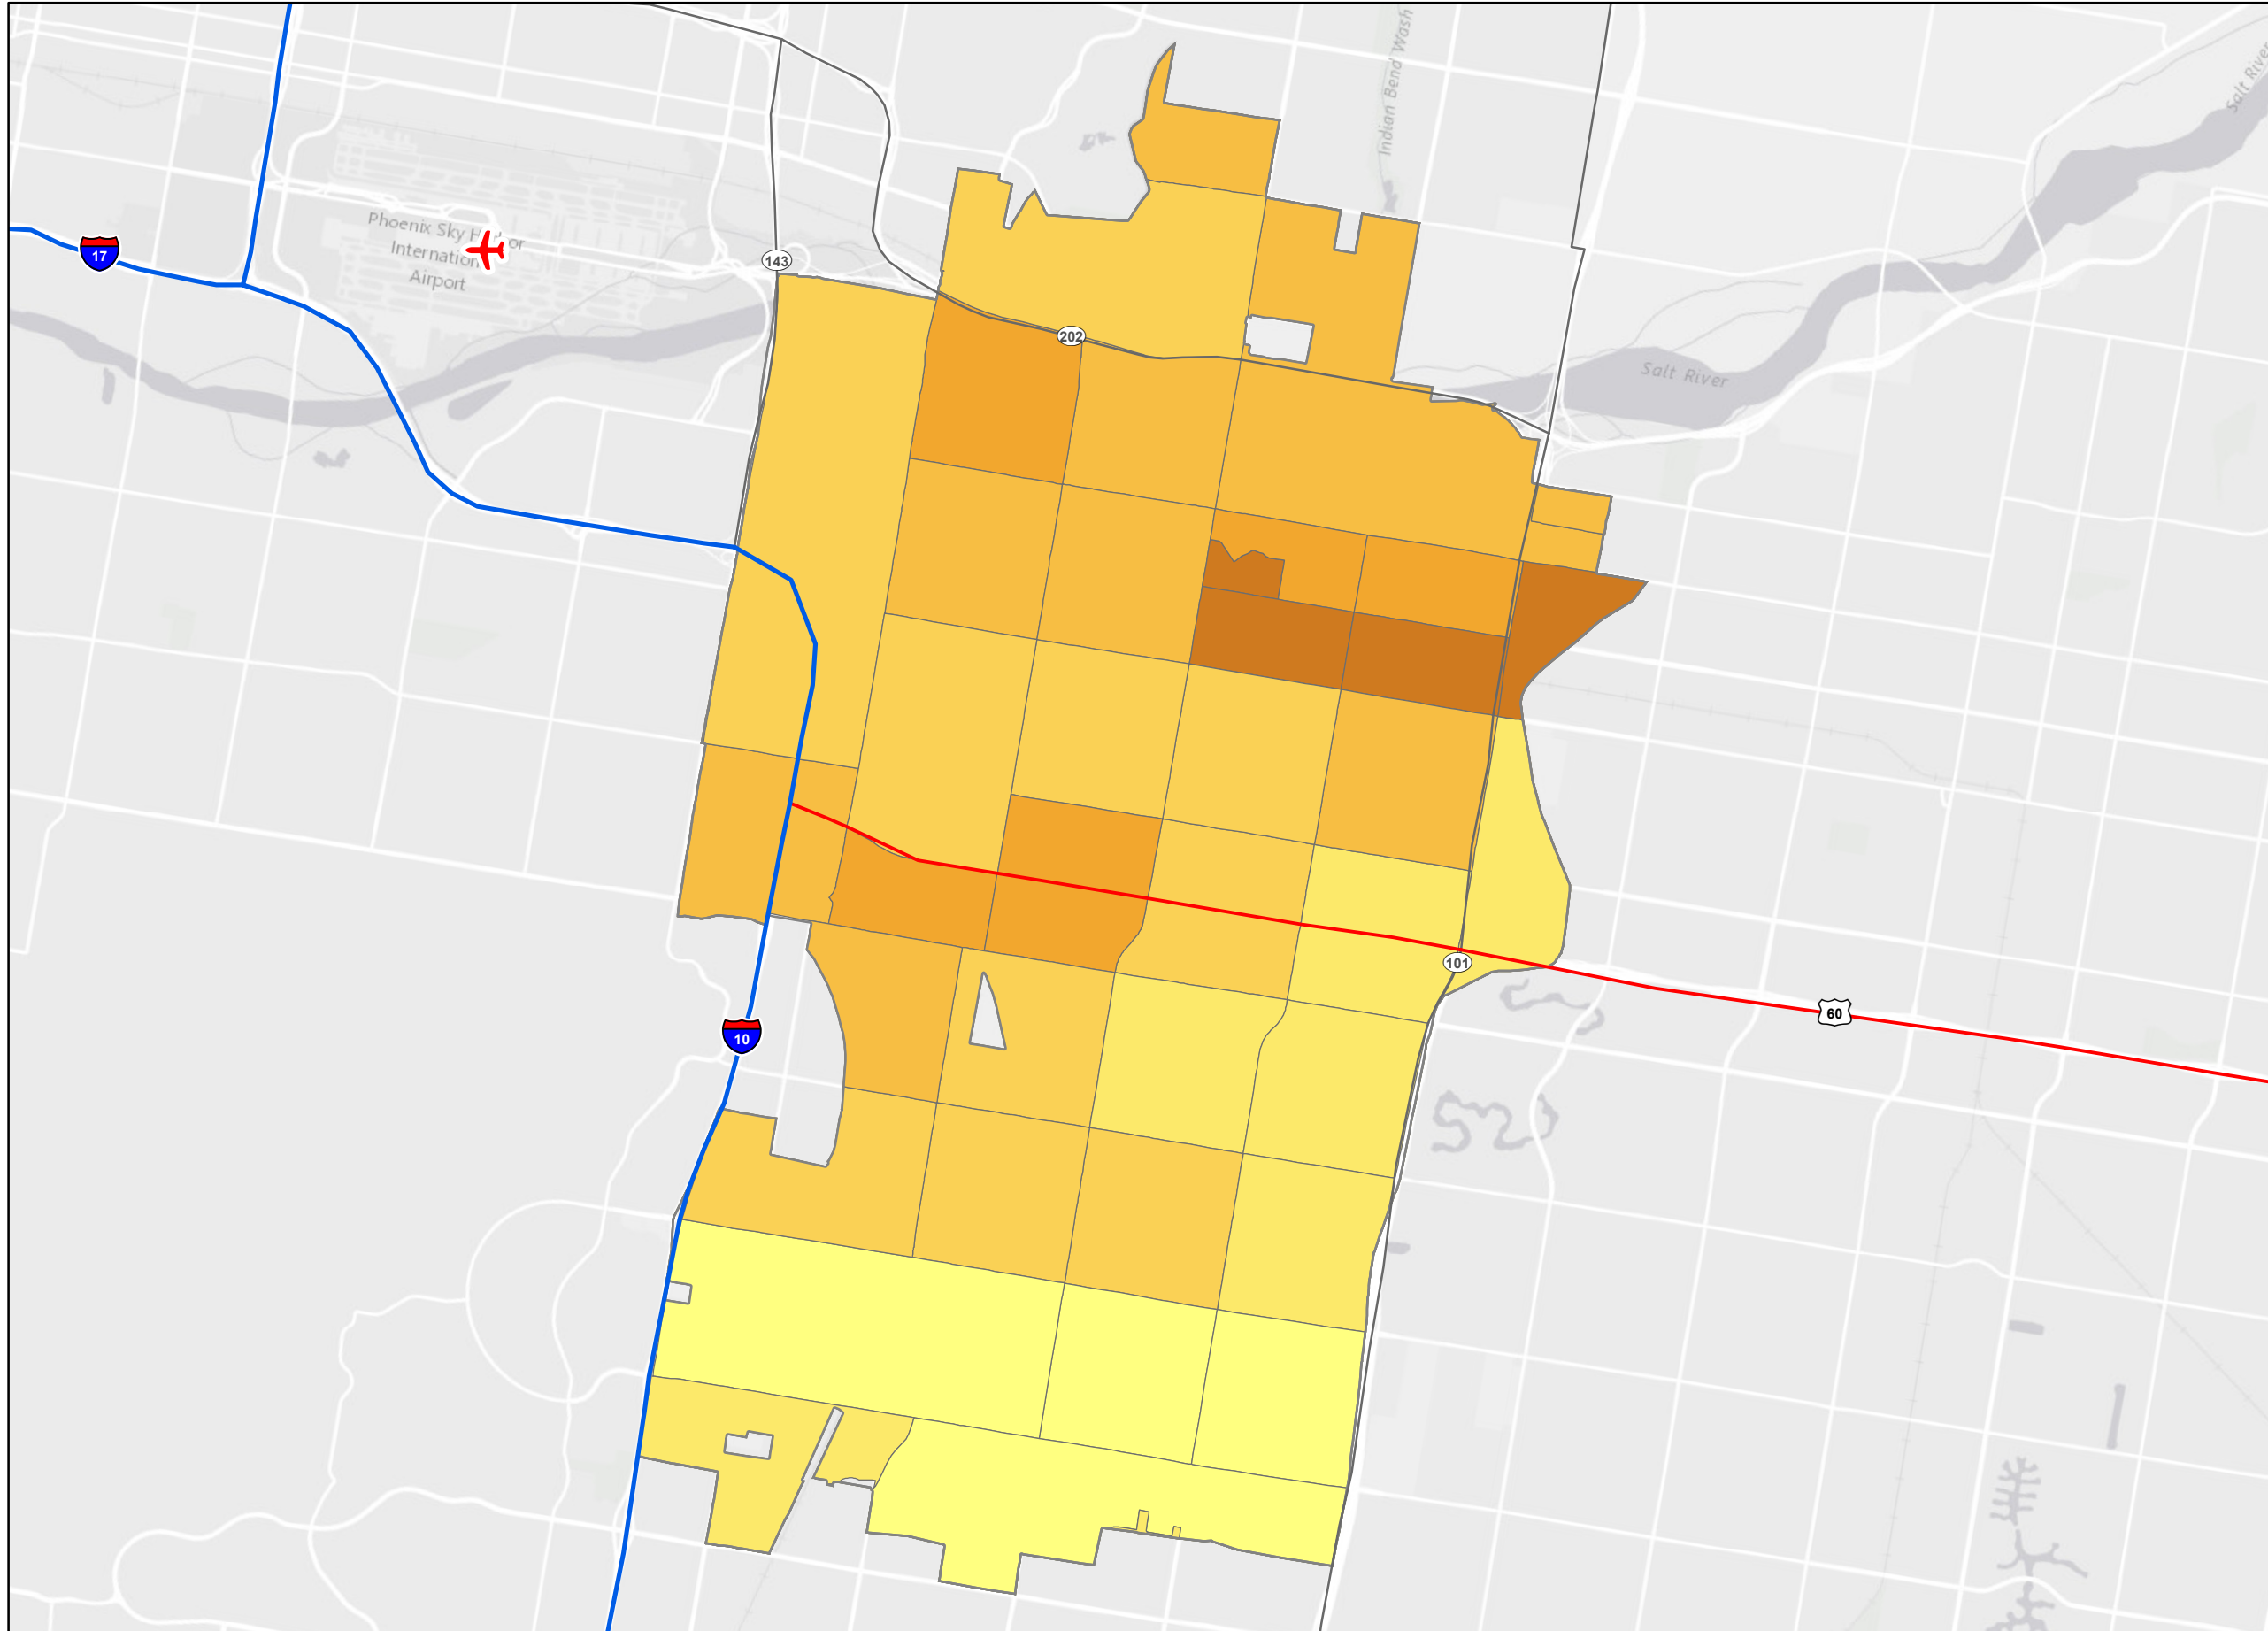 Indian Bend Wash
Salt River
Phoenix Sky Harbor
International
Airport
17
143
202
Salt River
101
60
10